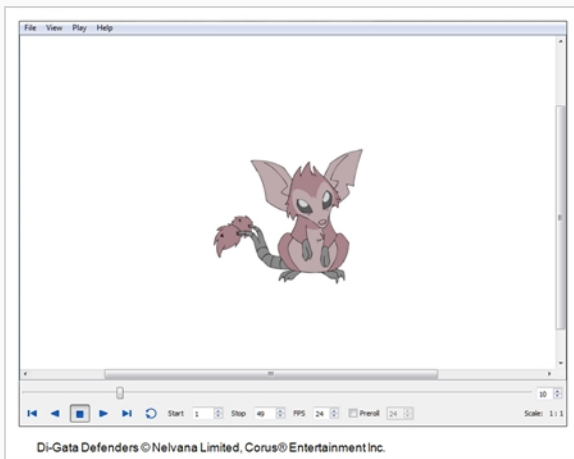 File View Play Help
10
Start 1 Stop 49 FPS 24 Preroll 24 Scale: 1:1
Di-Gata Defenders © Nelvana Limited, Corus® Entertainment Inc.